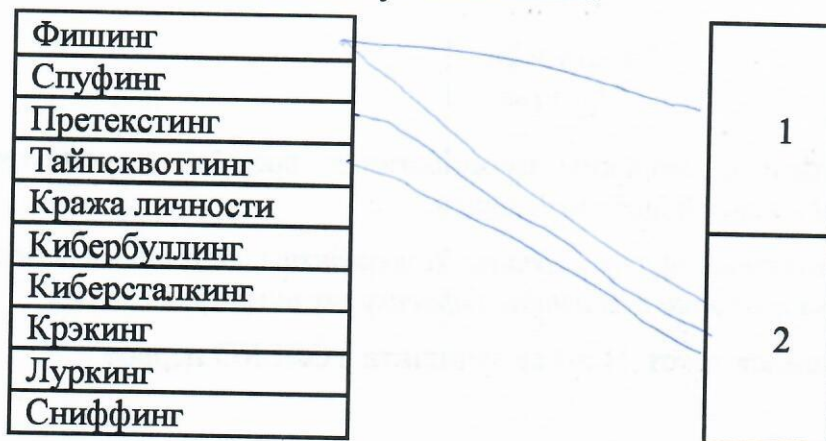 Фишинг
Спуфинг
Претекстинг
Тайпсквоттинг
Кража личности
Кибербуллинг
Киберсталкинг
Крэкинг
Луркинг
Сниффинг
1
2